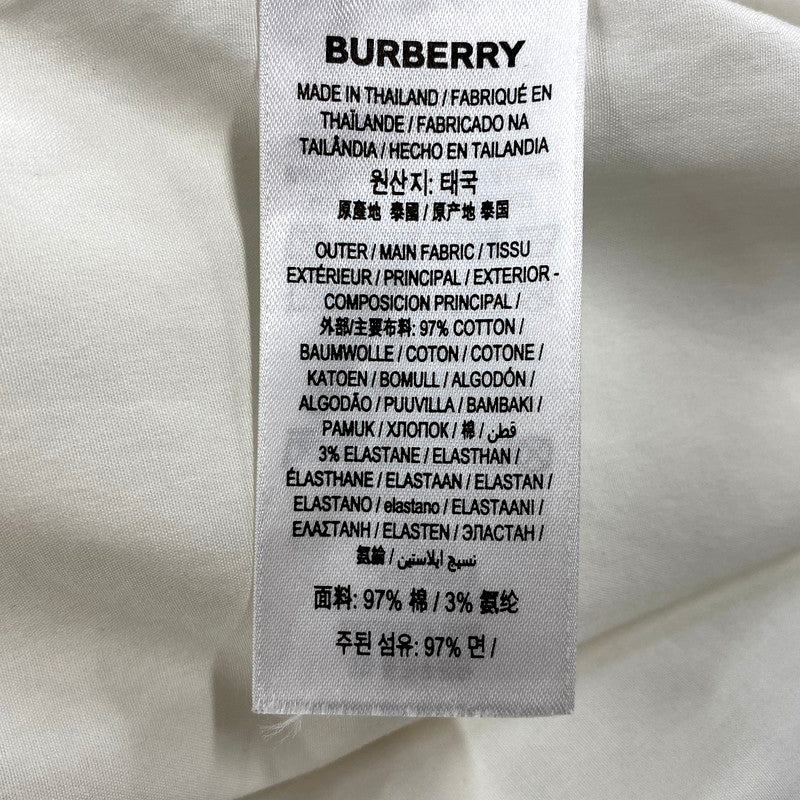 BURBERRY
MADE IN THAILAND / FABRIQUÉ EN
THAÏLANDE / FABRICADO NA
TAILÂNDIA / HECHO EN TAILANDIA
원산지: 태국
原產地 泰國 / 原产地 泰国
OUTER / MAIN FABRIC / TISSU
EXTÉRIEUR / PRINCIPAL / EXTERIOR -
COMPOSICION PRINCIPAL /
外部/主要布料: 97% COTTON /
BAUMWOLLE / COTON / COTONE /
KATOEN / BOMULL / ALGODÓN /
ALGODÃO / PUUVILLA / BAMBAKI /
PAMUK / ХЛОПОК / 棉 / قطن /
3% ELASTANE / ELASTHAN /
ÉLASTHANE / ELASTAAN / ELASTAN /
ELASTANO / elastano / ELASTAANI /
ΕΛΑΣΤΑΝΗ / ELASTEN / ЭЛАСТАН /
氨綸 / نسيج ايلاستين /
面料: 97% 棉 / 3% 氨纶
주된 섬유: 97% 면 /